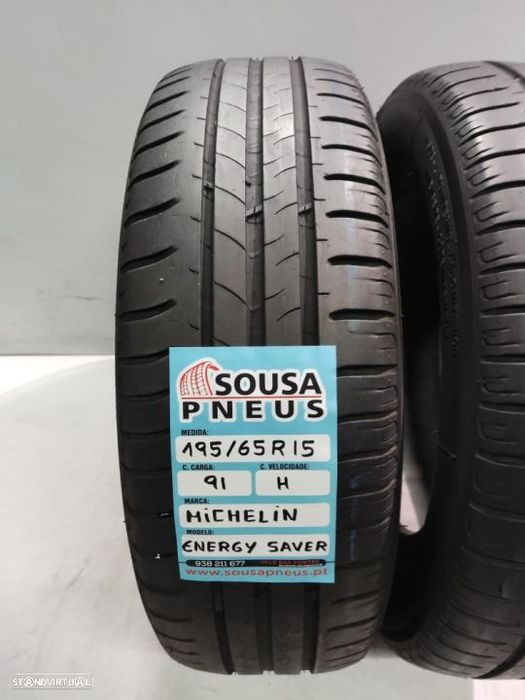 SOUSA
PNEUS
MEDIDA:
195/65R15
C. CARGA: C. VELOCIDADE:
91 H
MARCA:
MiCHELiN
MODELO:
ENERGY SAVER
938 211 677
www.sousapneus.pt
STANDVIRTUAL